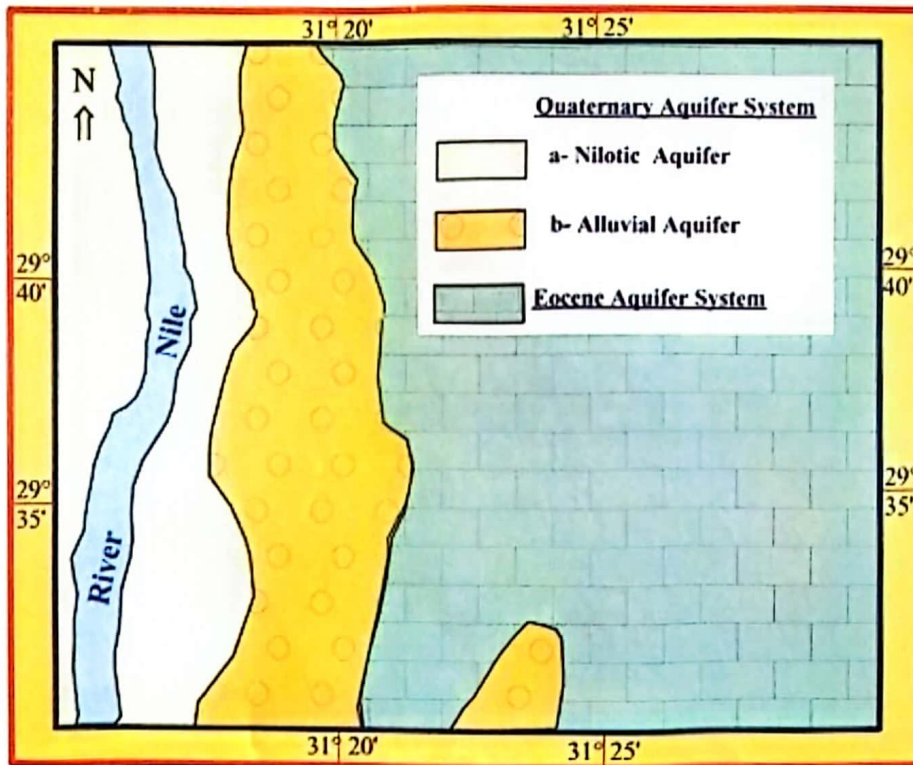 31° 20'
31° 25'
N
Quaternary Aquifer System
a- Nilotic Aquifer
b- Alluvial Aquifer
Eocene Aquifer System
29°
40'
29°
40'
Nile
29°
35'
29°
35'
River
31° 20'
31° 25'